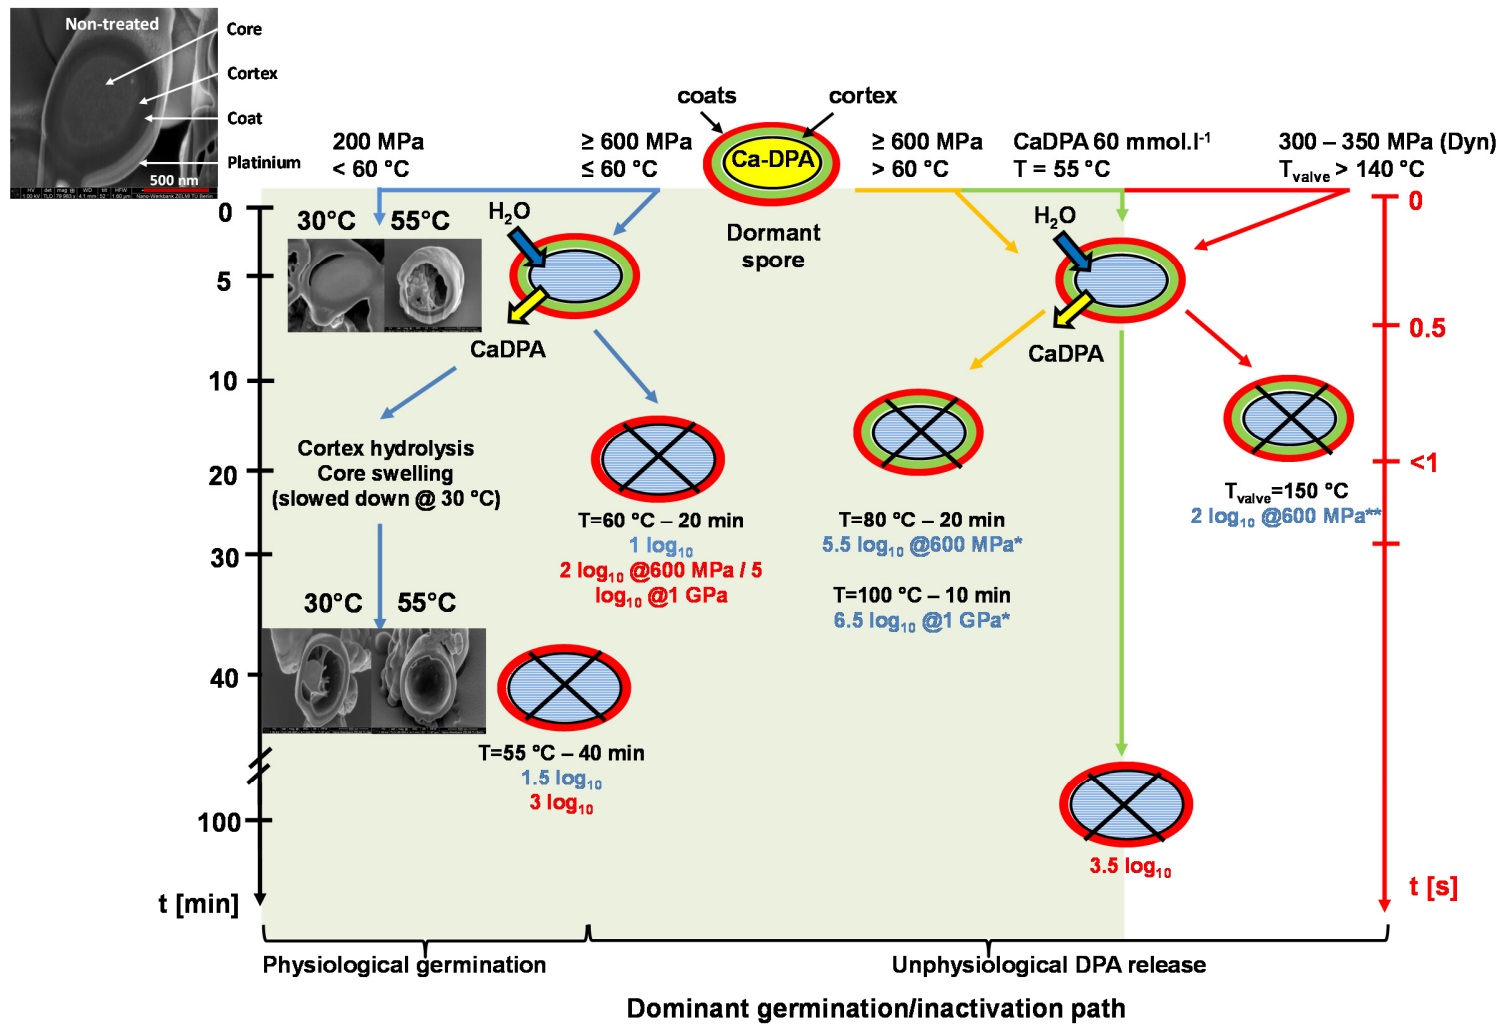 Non-treated
Core
Cortex
Coat
Platinium
500 nm
coats
cortex
200 MPa
< 60 °C
≥ 600 MPa
≤ 60 °C
Ca-DPA
≥ 600 MPa
> 60 °C
CaDPA 60 mmol.l⁻¹
T = 55 °C
300 – 350 MPa (Dyn)
Tvalve > 140 °C
Dormant
spore
0
5
10
20
30
40
100
t [min]
30°C 55°C
H₂O
CaDPA
Cortex hydrolysis
Core swelling
(slowed down @ 30 °C)
30°C 55°C
T=60 °C – 20 min
1 log₁₀
2 log₁₀ @600 MPa / 5
log₁₀ @1 GPa
T=55 °C – 40 min
1.5 log₁₀
3 log₁₀
H₂O
CaDPA
T=80 °C – 20 min
5.5 log₁₀ @600 MPa*
T=100 °C – 10 min
6.5 log₁₀ @1 GPa*
Tvalve=150 °C
2 log₁₀ @600 MPa**
3.5 log₁₀
0
0.5
<1
t [s]
Physiological germination
Unphysiological DPA release
Dominant germination/inactivation path